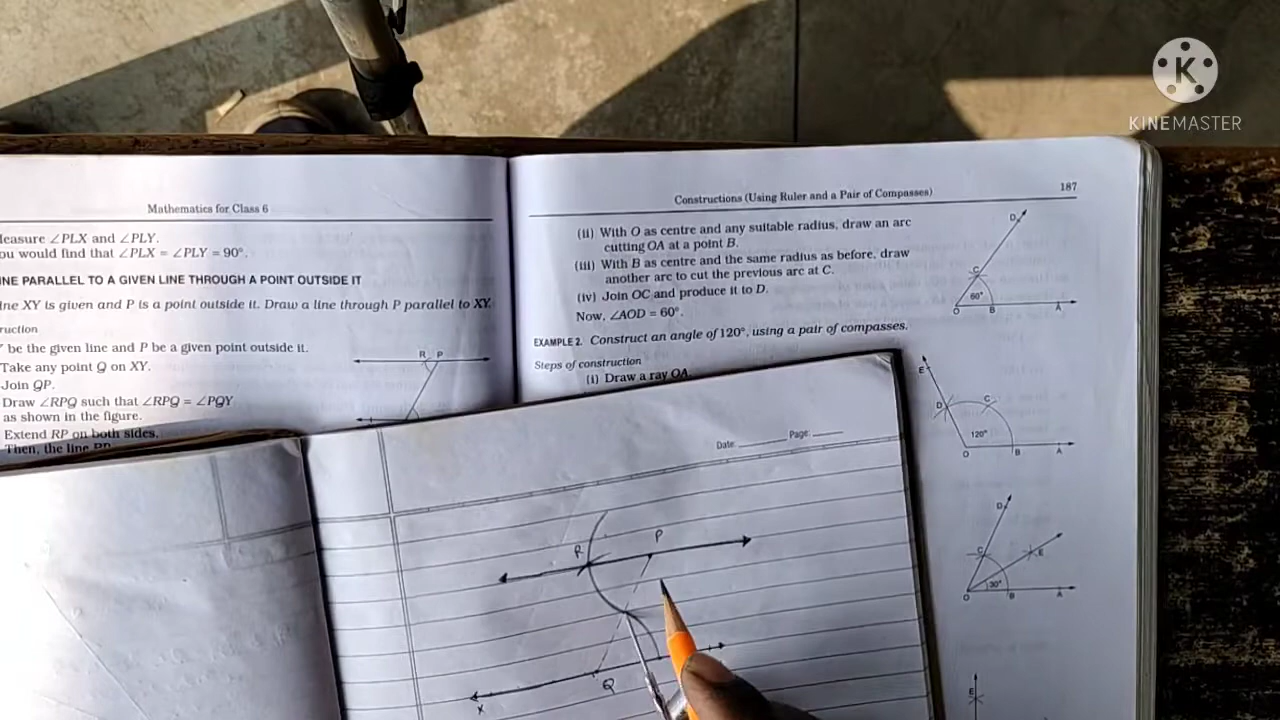 K
KINEMASTER
Mathematics for Class 6
Measure ∠PLX and ∠PLY.
you would find that ∠PLX = ∠PLY = 90°.
INE PARALLEL TO A GIVEN LINE THROUGH A POINT OUTSIDE IT
ine XY is given and P is a point outside it. Draw a line through P parallel to XY.
ruction
Y be the given line and P be a given point outside it.
Take any point Q on XY.
Join QP.
Draw ∠RPQ such that ∠RPQ = ∠PQY
as shown in the figure.
Extend RP on both sides.
Then, the line
R P
Constructions (Using Ruler and a Pair of Compasses)
187
(ii) With O as centre and any suitable radius, draw an arc
cutting OA at a point B.
(iii) With B as centre and the same radius as before, draw
another arc to cut the previous arc at C.
(iv) Join OC and produce it to D.
Now, ∠AOD = 60°.
EXAMPLE 2. Construct an angle of 120°, using a pair of compasses.
Steps of construction
(i) Draw a ray OA.
D
C
60°
O B A
E
D C
120°
O B A
D
C E
30°
O B A
E
Date: Page:
R P
Q
X